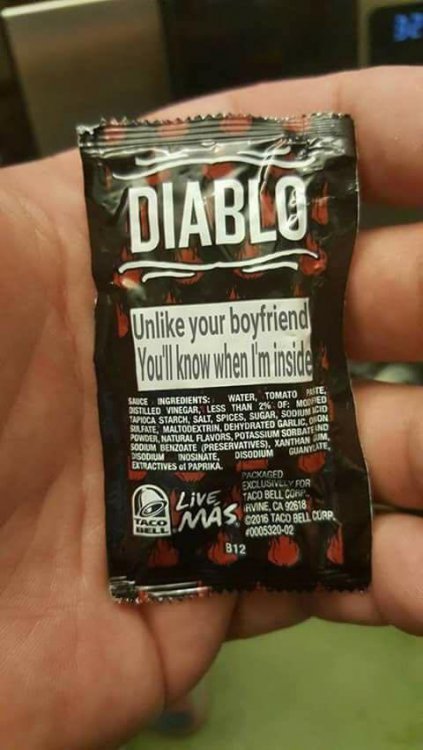 DIABLO
Unlike your boyfriend
You'll know when I'm inside
SAUCE INGREDIENTS: WATER, TOMATO PASTE,
DISTILLED VINEGAR, LESS THAN 2% OF: MODIFIED
TAPIOCA STARCH, SALT, SPICES, SUGAR, SODIUM ACID
SULFATE, MALTODEXTRIN, DEHYDRATED GARLIC, ONION
POWDER, NATURAL FLAVORS, POTASSIUM SORBATE AND
SODIUM BENZOATE (PRESERVATIVES), XANTHAN GUM,
DISODIUM INOSINATE, DISODIUM GUANYLATE,
EXTRACTIVES of PAPRIKA.
PACKAGED
EXCLUSIVELY FOR
TACO BELL CORP.
IRVINE, CA 92618
©2016 TACO BELL CORP.
#0005320-02
TACO
BELL
LIVE
MÁS
B12